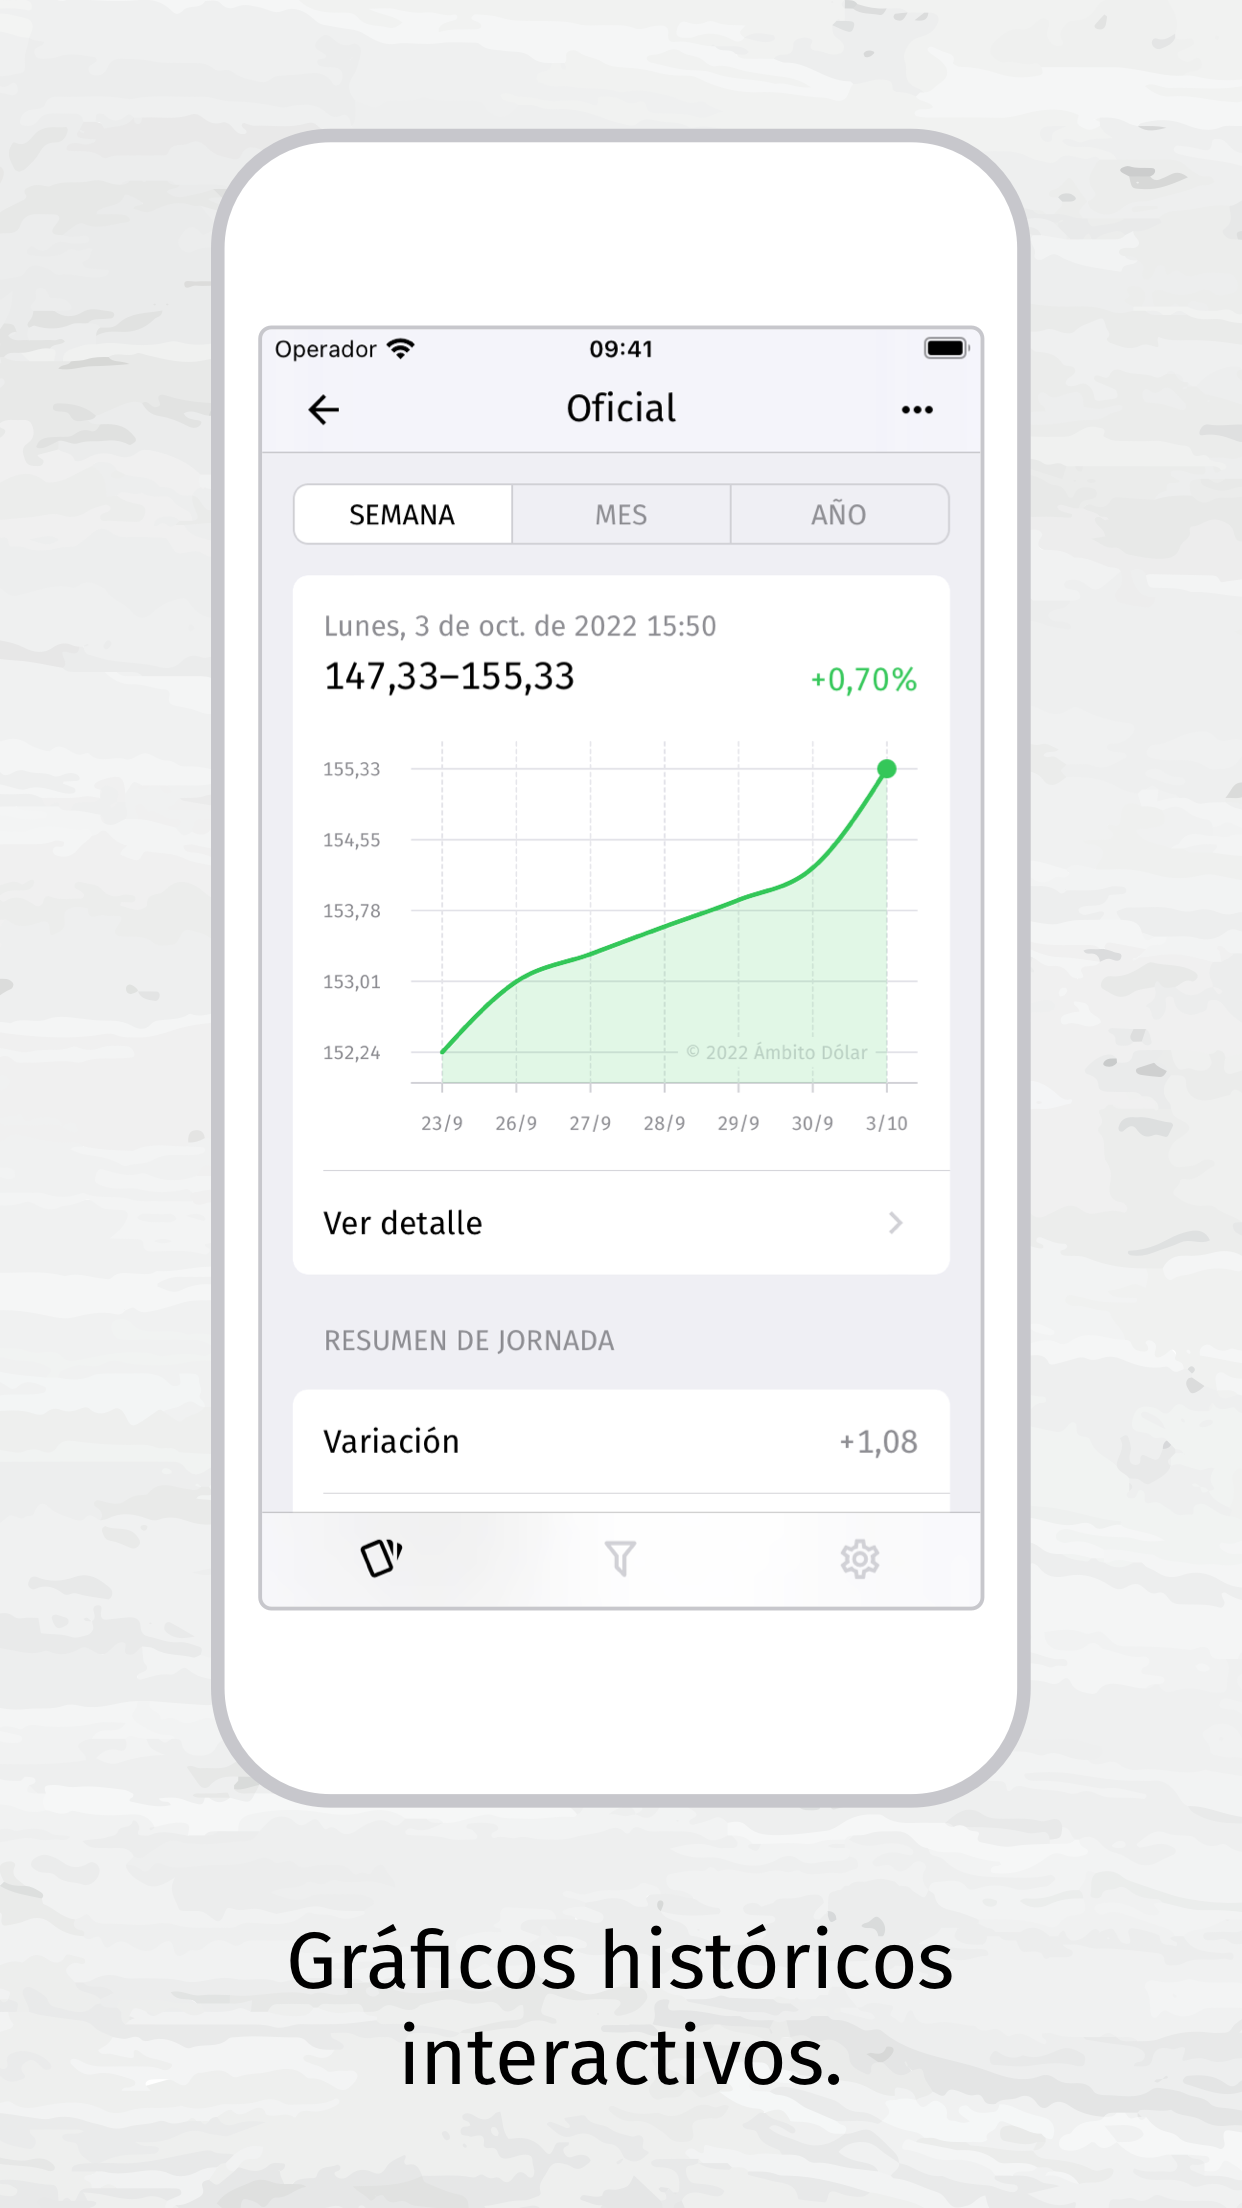 Operador 09:41
Oficial
SEMANA MES AÑO
Lunes, 3 de oct. de 2022 15:50
147,33–155,33 +0,70%
155,33
154,55
153,78
153,01
152,24
© 2022 Ámbito Dólar
23/9 26/9 27/9 28/9 29/9 30/9 3/10
Ver detalle
RESUMEN DE JORNADA
Variación +1,08
Gráficos históricos
interactivos.